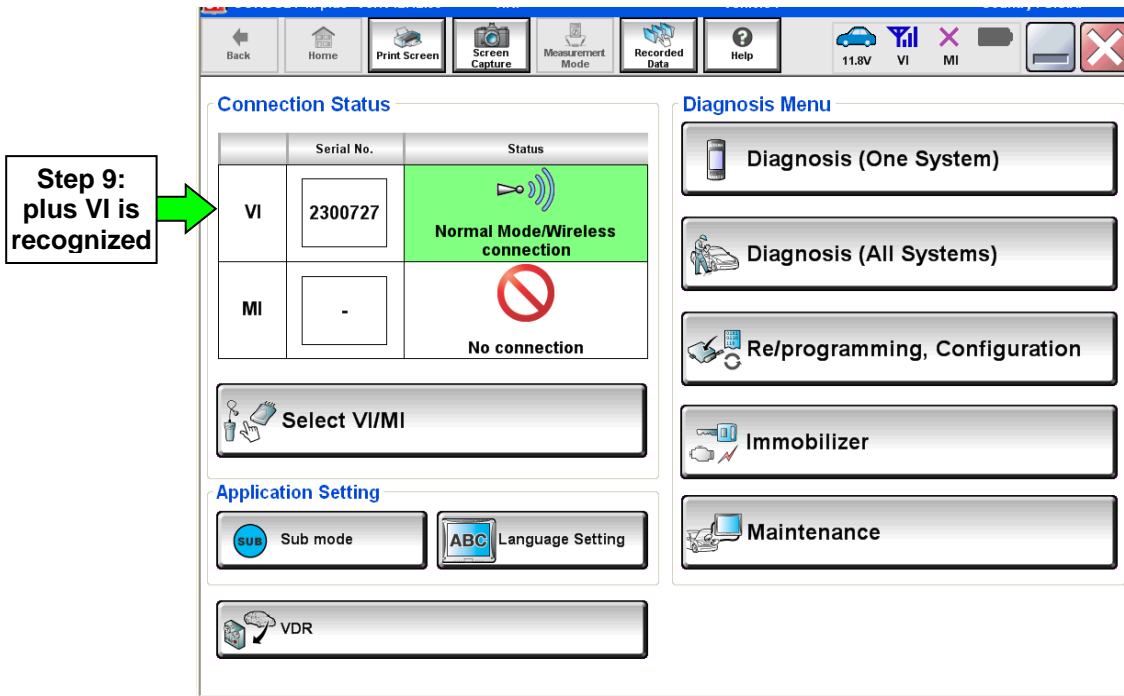 Back
Home
Print Screen
Screen
Capture
Measurement
Mode
Recorded
Data
Help
11.8V
VI
MI
Connection Status
Serial No.
Status
VI
2300727
Normal Mode/Wireless
connection
MI
-
No connection
Select VI/MI
Application Setting
SUB
Sub mode
ABC
Language Setting
VDR
Diagnosis Menu
Diagnosis (One System)
Diagnosis (All Systems)
Re/programming, Configuration
Immobilizer
Maintenance
Step 9:
plus VI is
recognized